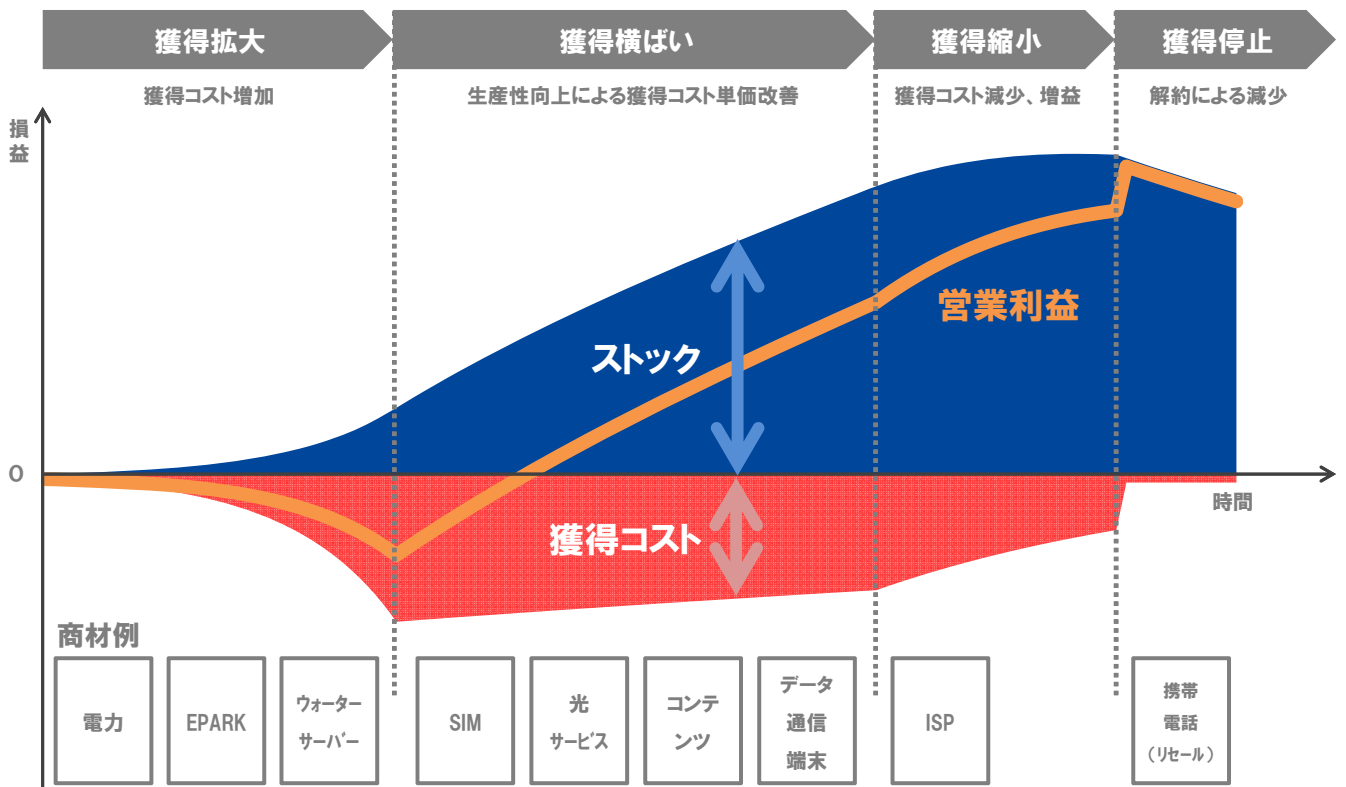 獲得拡大
獲得横ばい
獲得縮小
獲得停止
獲得コスト増加
生産性向上による獲得コスト単価改善
獲得コスト減少、増益
解約による減少
損
益
営業利益
ストック
0
時間
獲得コスト
商材例
電力
EPARK
ウォーター
サーバー
SIM
光
サービス
コンテ
ンツ
データ
通信
端末
ISP
携帯
電話
(リセール)